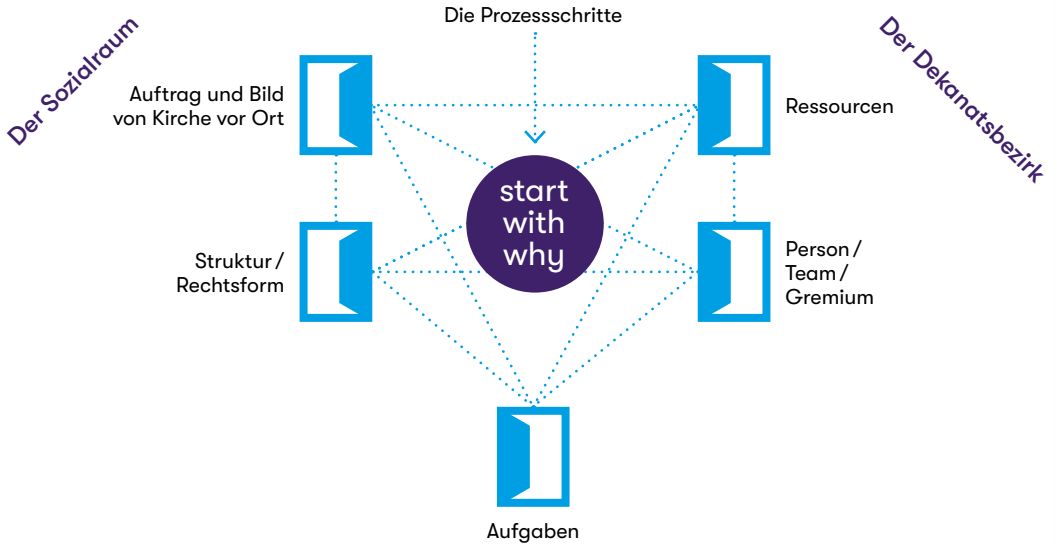 Die Prozessschritte
Der Sozialraum
Der Dekanatsbezirk
Auftrag und Bild
von Kirche vor Ort
Ressourcen
start
with
why
Struktur /
Rechtsform
Person /
Team /
Gremium
Aufgaben